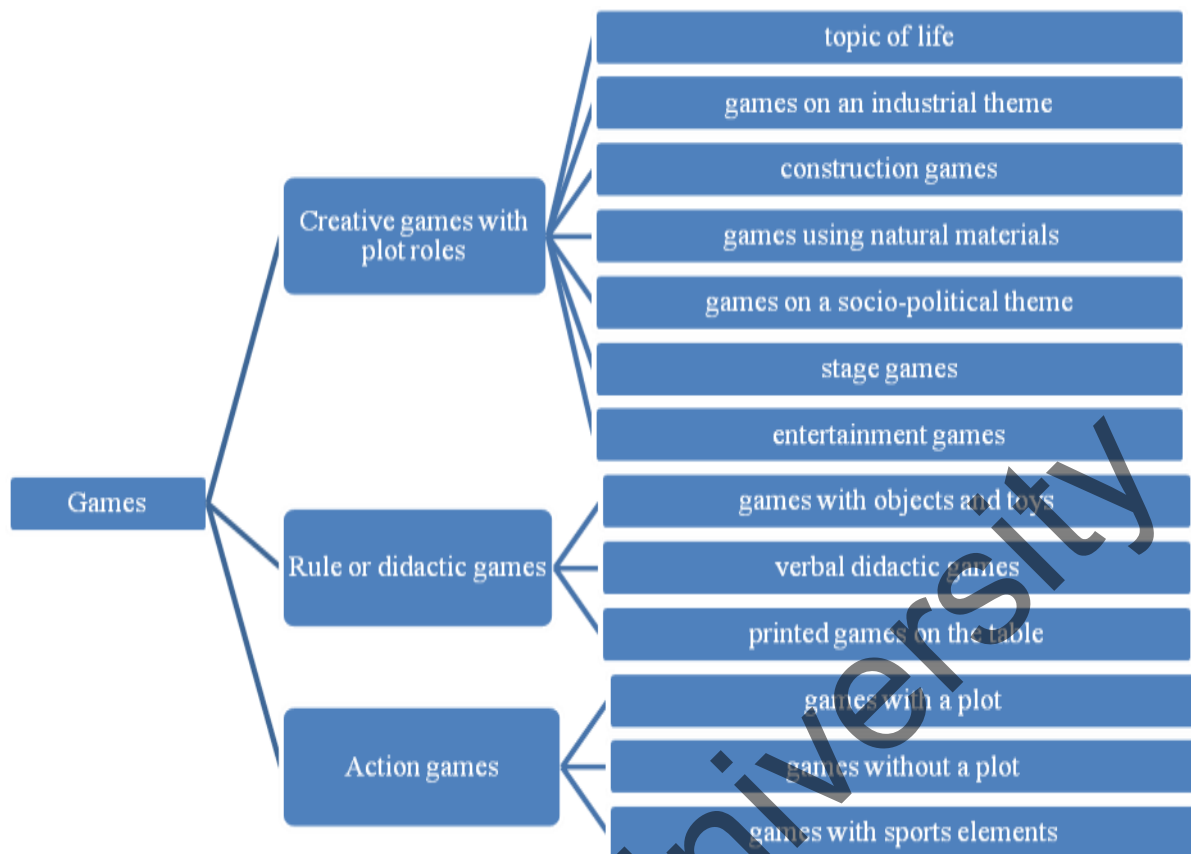 Games
Creative games with
plot roles
topic of life
games on an industrial theme
construction games
games using natural materials
games on a socio-political theme
stage games
entertainment games
Rule or didactic games
games with objects and toys
verbal didactic games
printed games on the table
Action games
games with a plot
games without a plot
games with sports elements
University